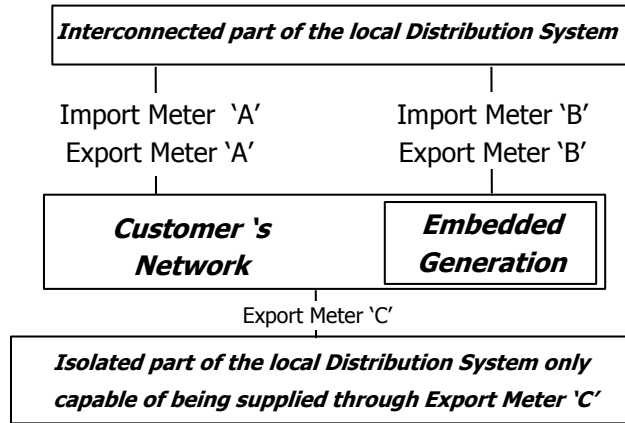 Interconnected part of the local Distribution System
Import Meter ‘A’ Import Meter ‘B’
Export Meter ‘A’ Export Meter ‘B’
Customer ‘s Embedded
Network Generation
Export Meter ‘C’
Isolated part of the local Distribution System only
capable of being supplied through Export Meter ‘C’